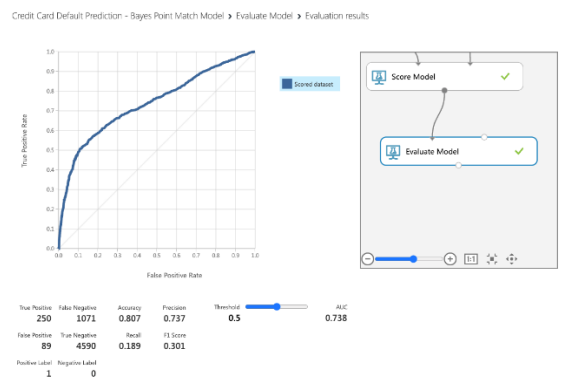 Credit Card Default Prediction - Bayes Point Match Model > Evaluate Model > Evaluation results
Scored dataset
True Positive Rate
1.0
0.9
0.8
0.7
0.6
0.5
0.4
0.3
0.2
0.1
0.0
0.0 0.1 0.2 0.3 0.4 0.5 0.6 0.7 0.8 0.9 1.0
False Positive Rate
Score Model
Evaluate Model
1:1
True Positive False Negative Accuracy Precision Threshold AUC
250 1071 0.807 0.737 0.5 0.738
False Positive True Negative Recall F1 Score
89 4590 0.189 0.301
Positive Label Negative Label
1 0